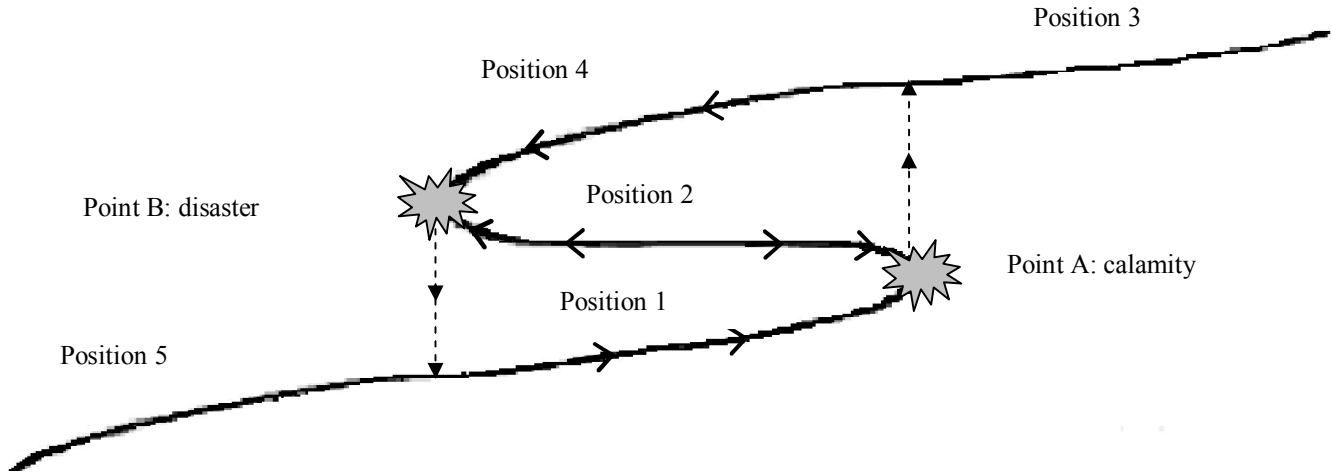 Position 3
Position 4
Position 2
Point B: disaster
Point A: calamity
Position 1
Position 5